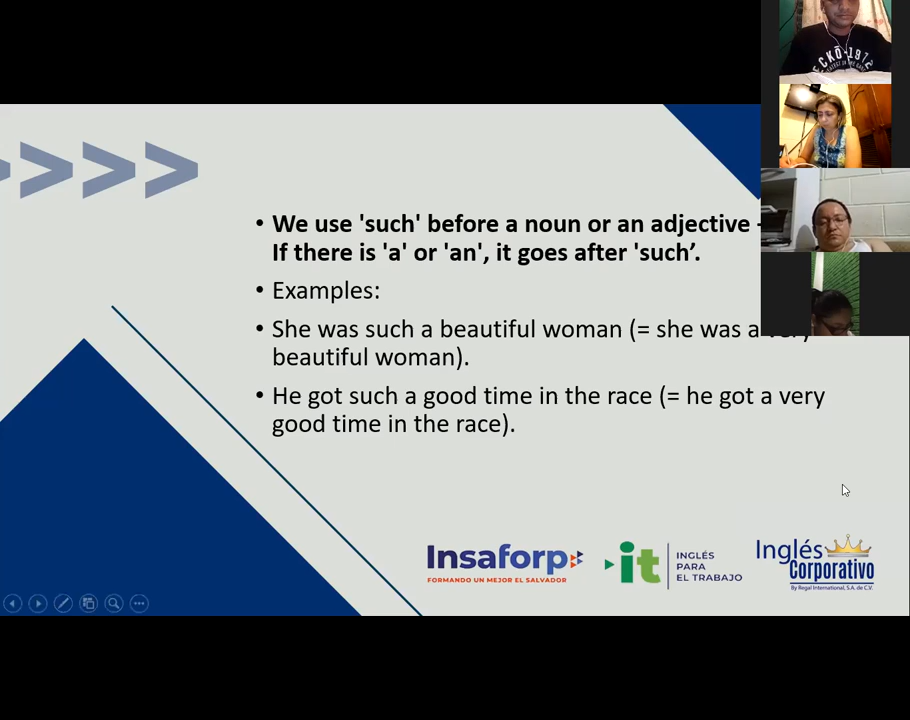 >>>>
• We use 'such' before a noun or an adjective
If there is 'a' or 'an', it goes after 'such’.
• Examples:
• She was such a beautiful woman (= she was a very
beautiful woman).
• He got such a good time in the race (= he got a very
good time in the race).
Insaforp
FORMANDO UN MEJOR EL SALVADOR
it
INGLÉS
PARA
EL TRABAJO
Inglés
Corporativo
By Regal International, S.A. de C.V.
ECKO-1972